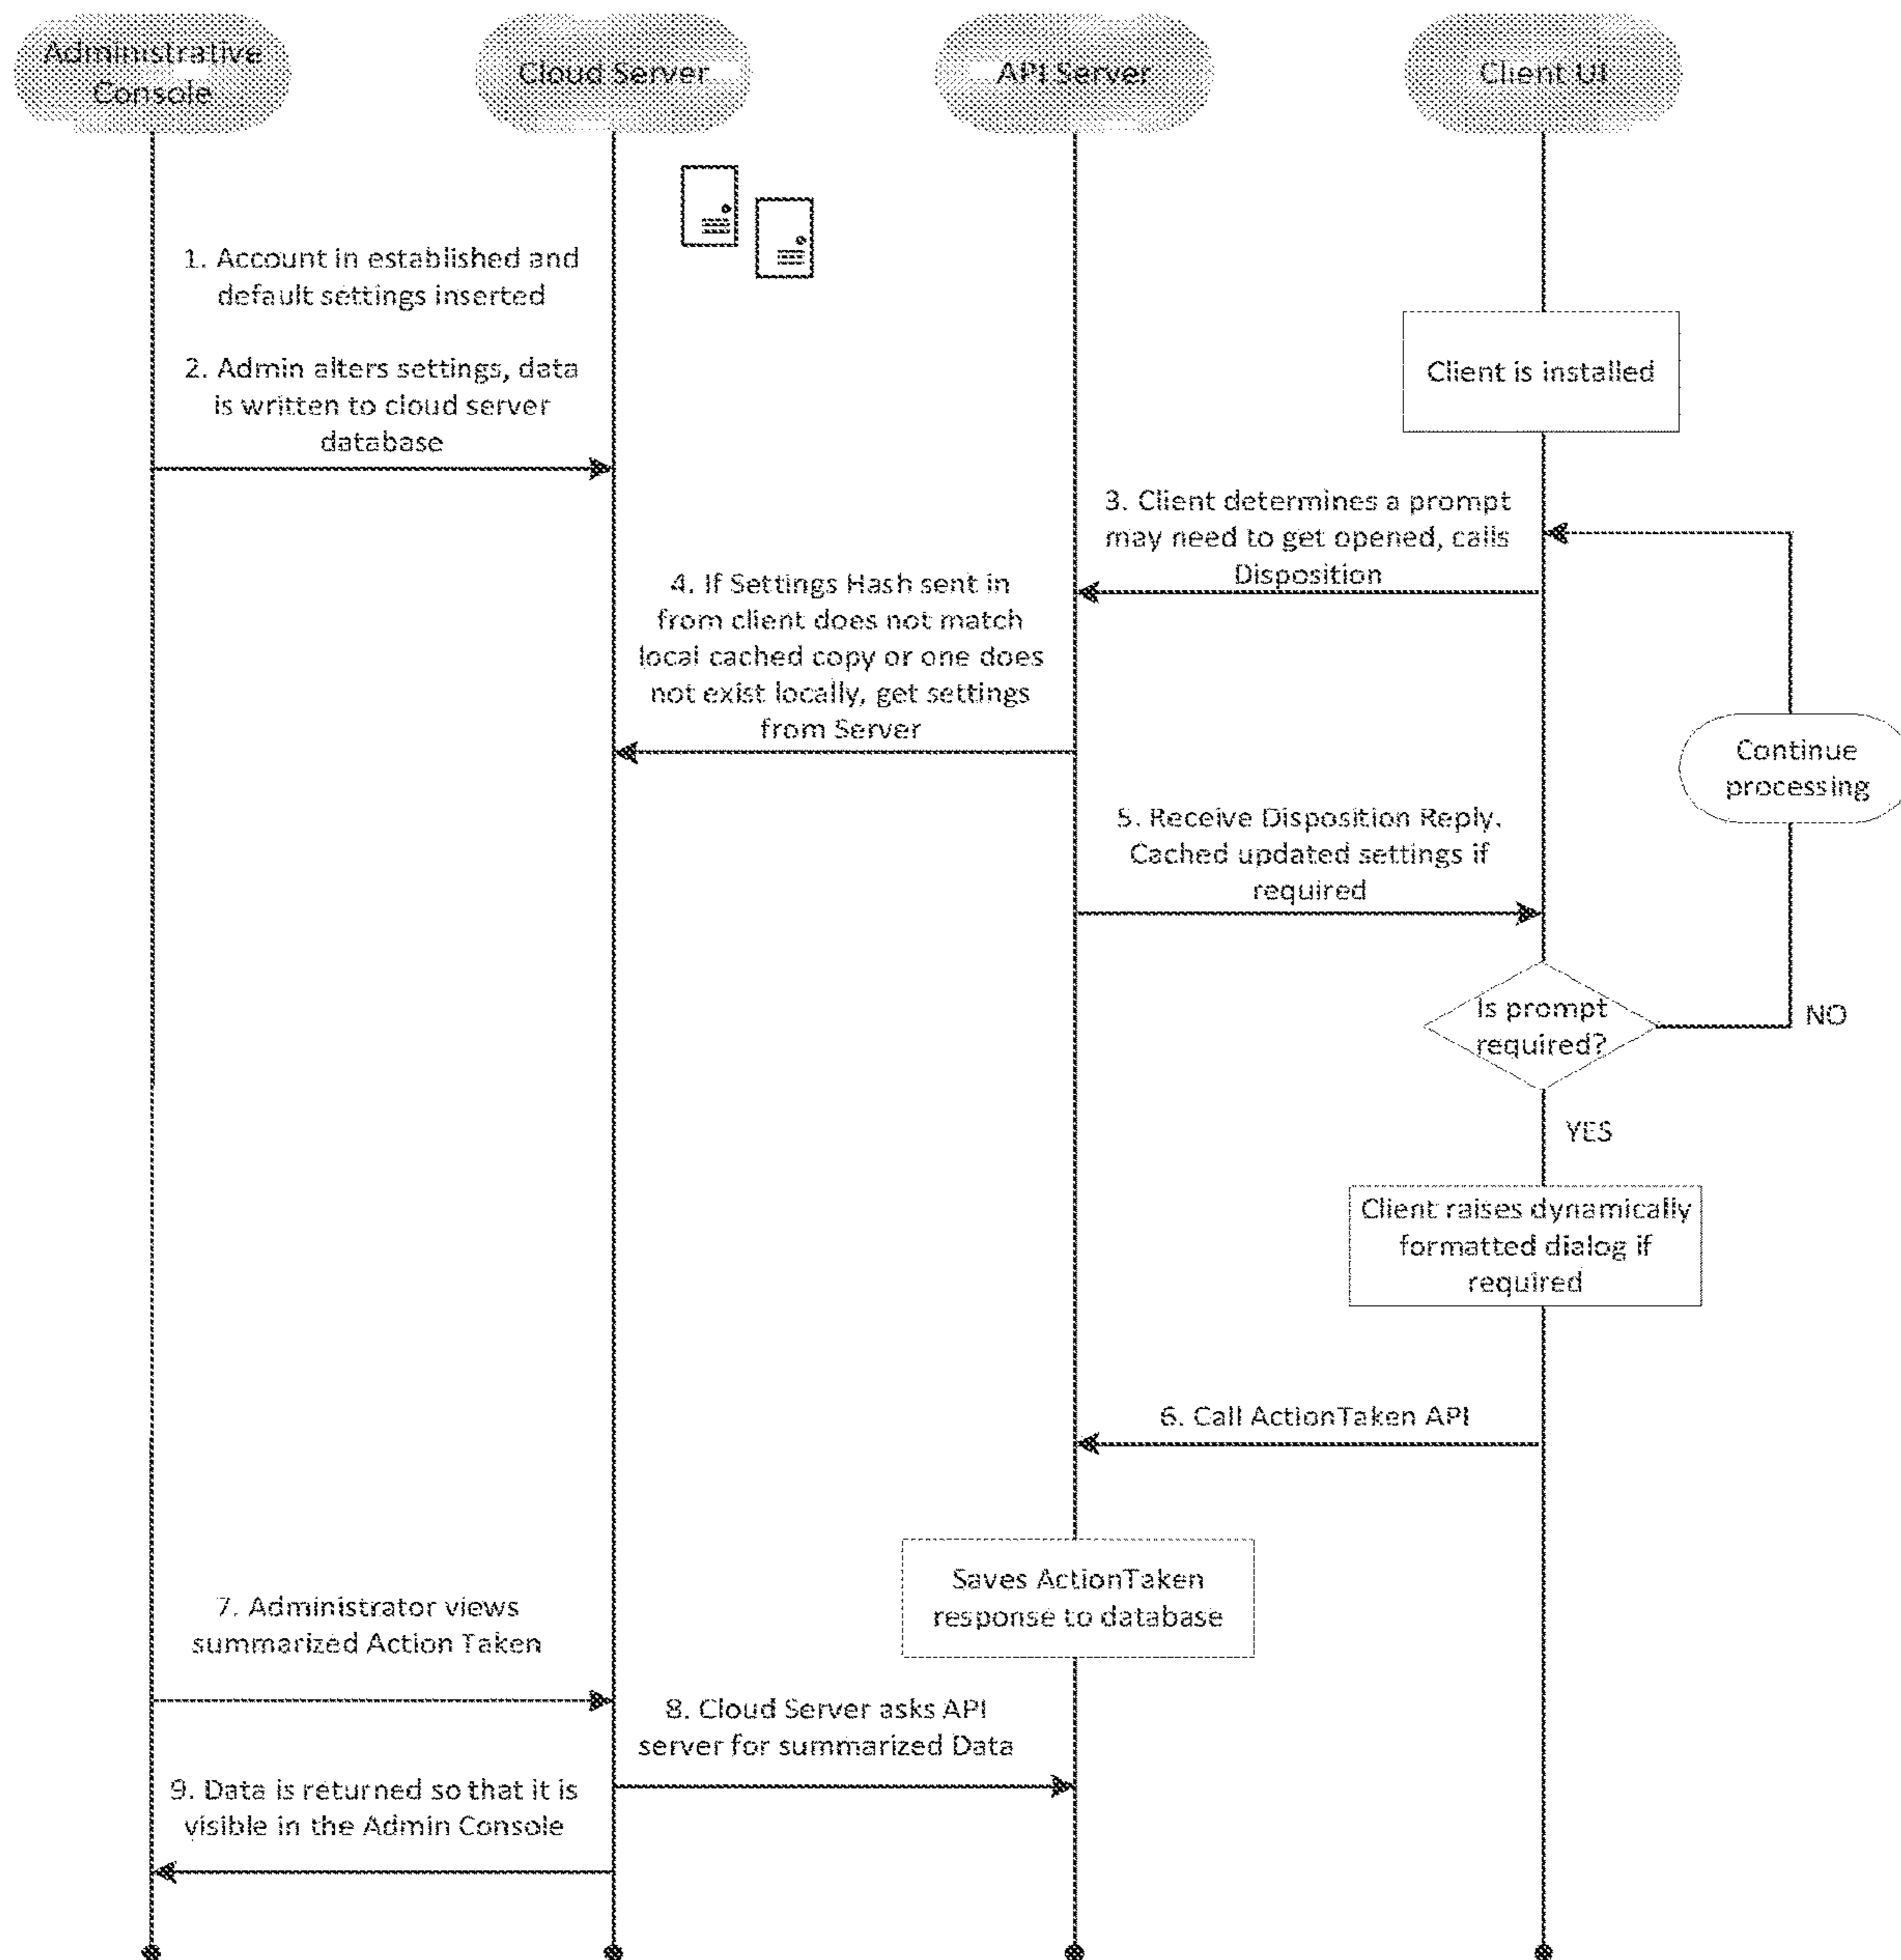 Administrative
Console
Cloud Server
API Server
Client UI
1. Account in established and
default settings inserted
2. Admin alters settings, data
is written to cloud server
database
Client is installed
3. Client determines a prompt
may need to get opened, calls
Disposition
4. If Settings Hash sent in
from client does not match
local cached copy or one does
not exist locally, get settings
from Server
Continue
processing
5. Receive Disposition Reply.
Cached updated settings if
required
Is prompt
required?
NO
YES
Client raises dynamically
formatted dialog if
required
6. Call ActionTaken API
Saves ActionTaken
response to database
7. Administrator views
summarized Action Taken
8. Cloud Server asks API
server for summarized Data
9. Data is returned so that it is
visible in the Admin Console